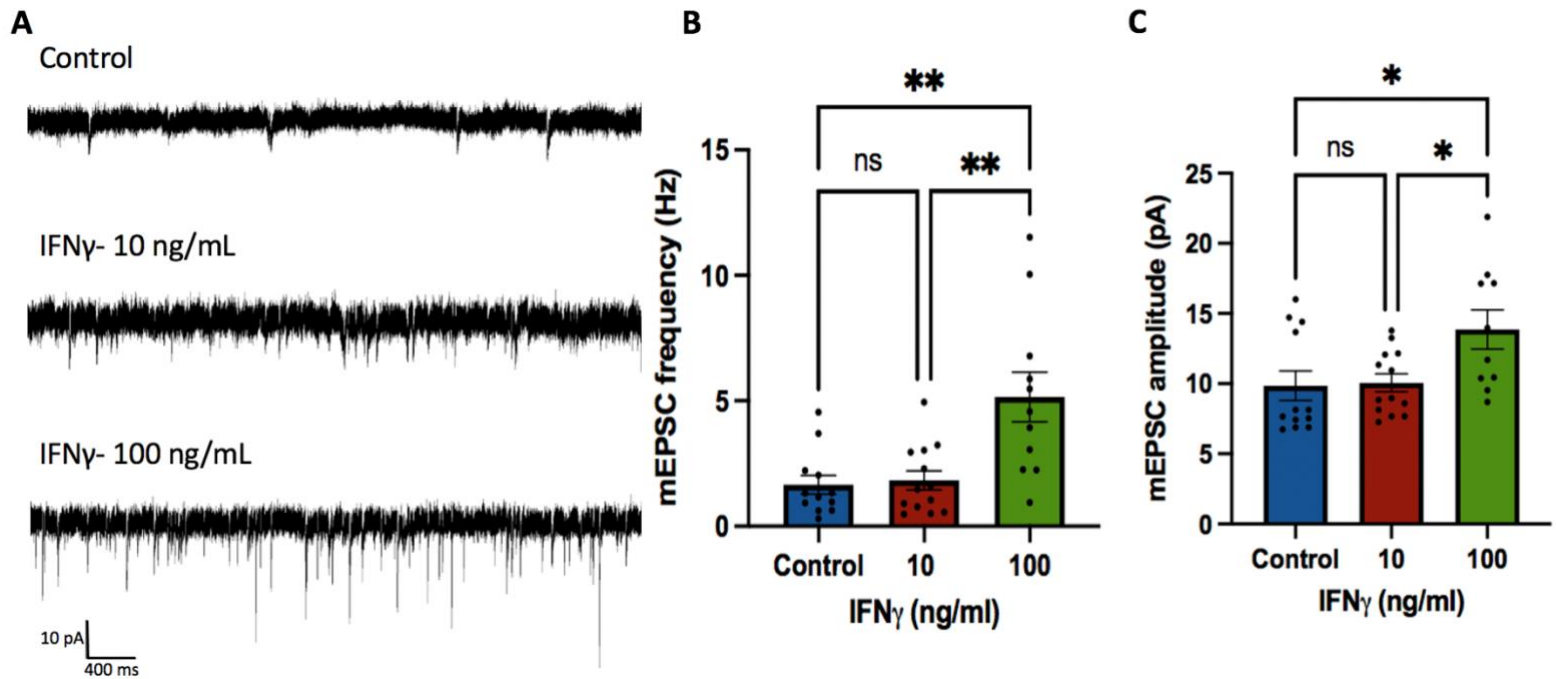 A
Control
IFNγ- 10 ng/mL
IFNγ- 100 ng/mL
10 pA
400 ms
B
**
ns
**
mEPSC frequency (Hz)
15
10
5
0
Control 10 100
IFNγ (ng/ml)
C
*
ns
*
mEPSC amplitude (pA)
25
20
15
10
5
0
Control 10 100
IFNγ (ng/ml)